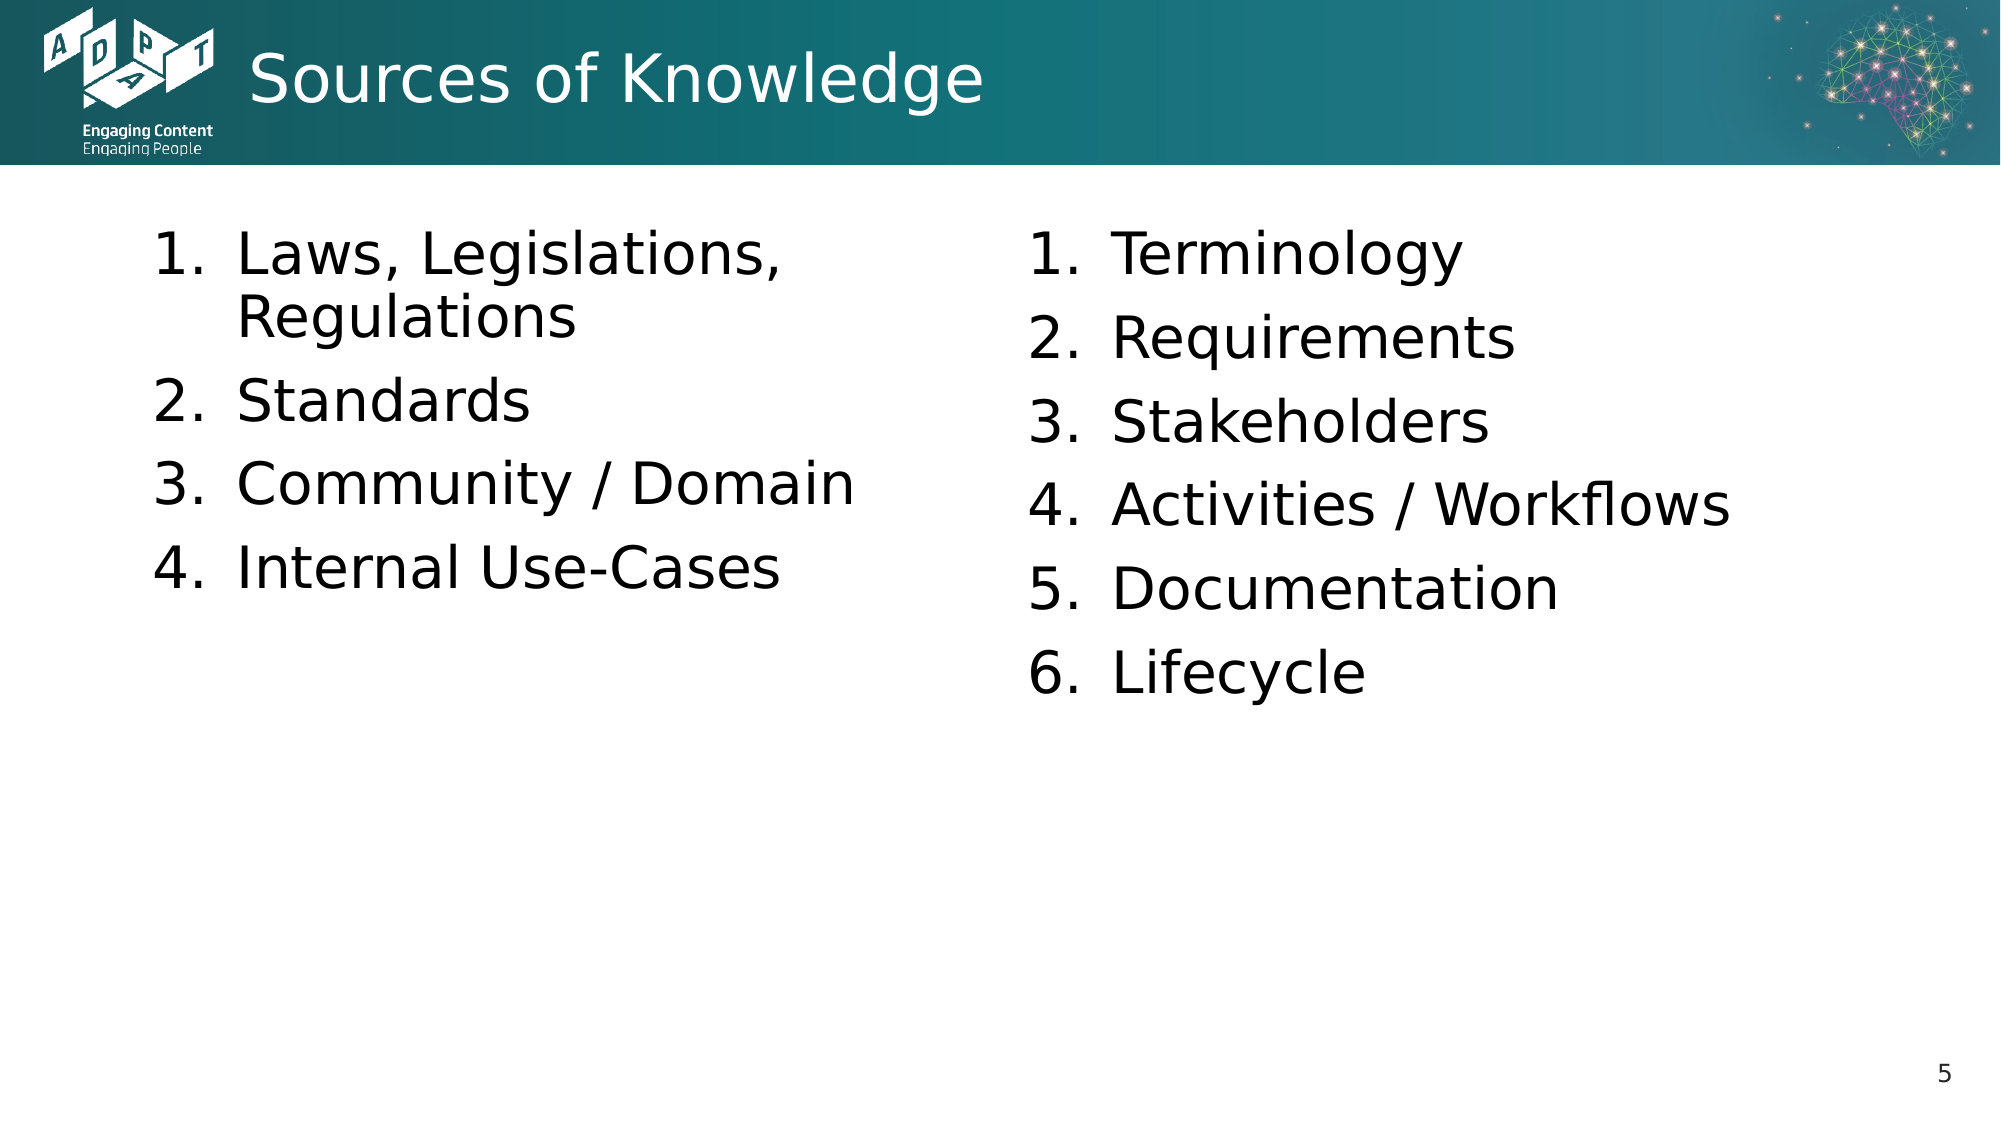 ADAPT
Engaging Content
Engaging People
Sources of Knowledge
1. Laws, Legislations,
Regulations
2. Standards
3. Community / Domain
4. Internal Use-Cases
1. Terminology
2. Requirements
3. Stakeholders
4. Activities / Workflows
5. Documentation
6. Lifecycle
5